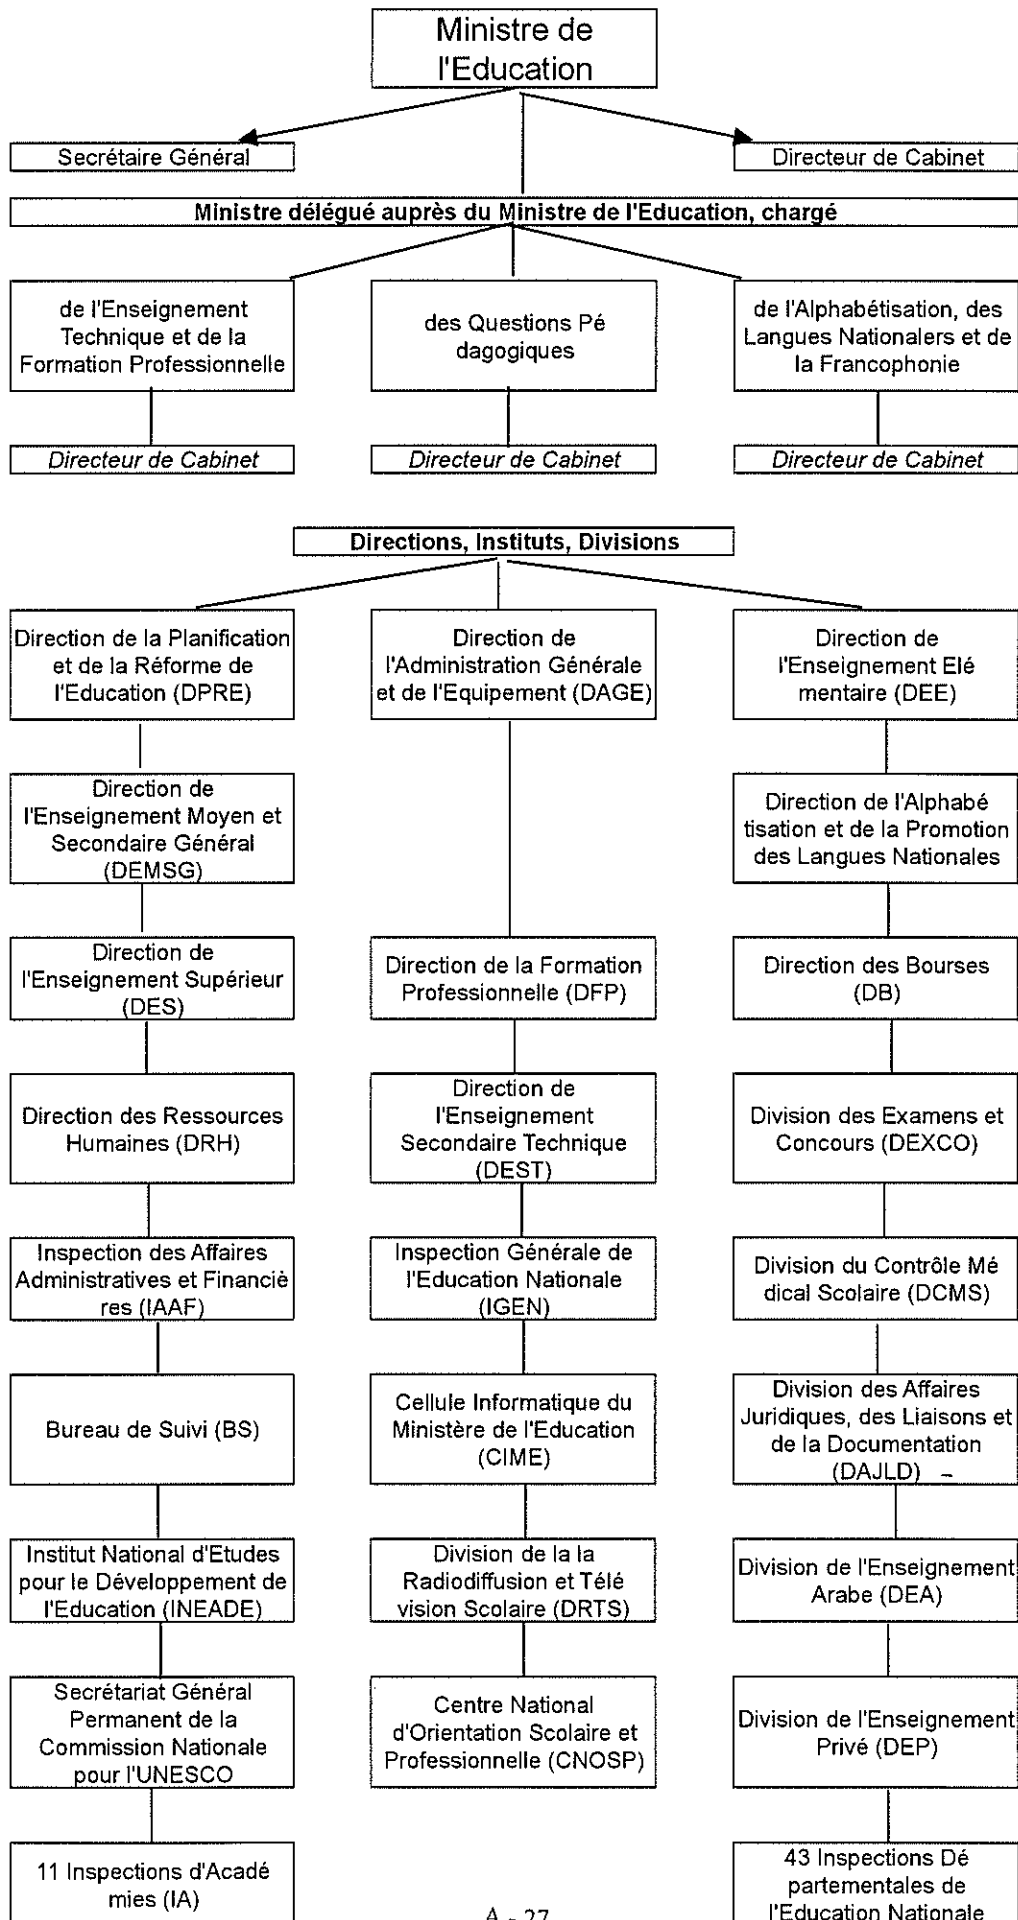 Ministre de
l'Education
Secrétaire Général
Directeur de Cabinet
Ministre délégué auprès du Ministre de l'Education, chargé
de l'Enseignement
Technique et de la
Formation Professionnelle
des Questions Pé
dagogiques
de l'Alphabétisation, des
Langues Nationalers et de
la Francophonie
Directeur de Cabinet
Directeur de Cabinet
Directeur de Cabinet
Directions, Instituts, Divisions
Direction de la Planification
et de la Réforme de
l'Education (DPRE)
Direction de
l'Administration Générale
et de l'Equipement (DAGE)
Direction de
l'Enseignement Elé
mentaire (DEE)
Direction de
l'Enseignement Moyen et
Secondaire Général
(DEMSG)
Direction de l'Alphabé
tisation et de la Promotion
des Langues Nationales
Direction de
l'Enseignement Supérieur
(DES)
Direction de la Formation
Professionnelle (DFP)
Direction des Bourses
(DB)
Direction des Ressources
Humaines (DRH)
Direction de
l'Enseignement
Secondaire Technique
(DEST)
Division des Examens et
Concours (DEXCO)
Inspection des Affaires
Administratives et Financiè
res (IAAF)
Inspection Générale de
l'Education Nationale
(IGEN)
Division du Contrôle Mé
dical Scolaire (DCMS)
Bureau de Suivi (BS)
Cellule Informatique du
Ministère de l'Education
(CIME)
Division des Affaires
Juridiques, des Liaisons et
de la Documentation
(DAJLD)
Institut National d'Etudes
pour le Développement de
l'Education (INEADE)
Division de la la
Radiodiffusion et Télé
vision Scolaire (DRTS)
Division de l'Enseignement
Arabe (DEA)
Secrétariat Général
Permanent de la
Commission Nationale
pour l'UNESCO
Centre National
d'Orientation Scolaire et
Professionnelle (CNOSP)
Division de l'Enseignement
Privé (DEP)
11 Inspections d'Acadé
mies (IA)
43 Inspections Dé
partementales de
l'Education Nationale
A - 27